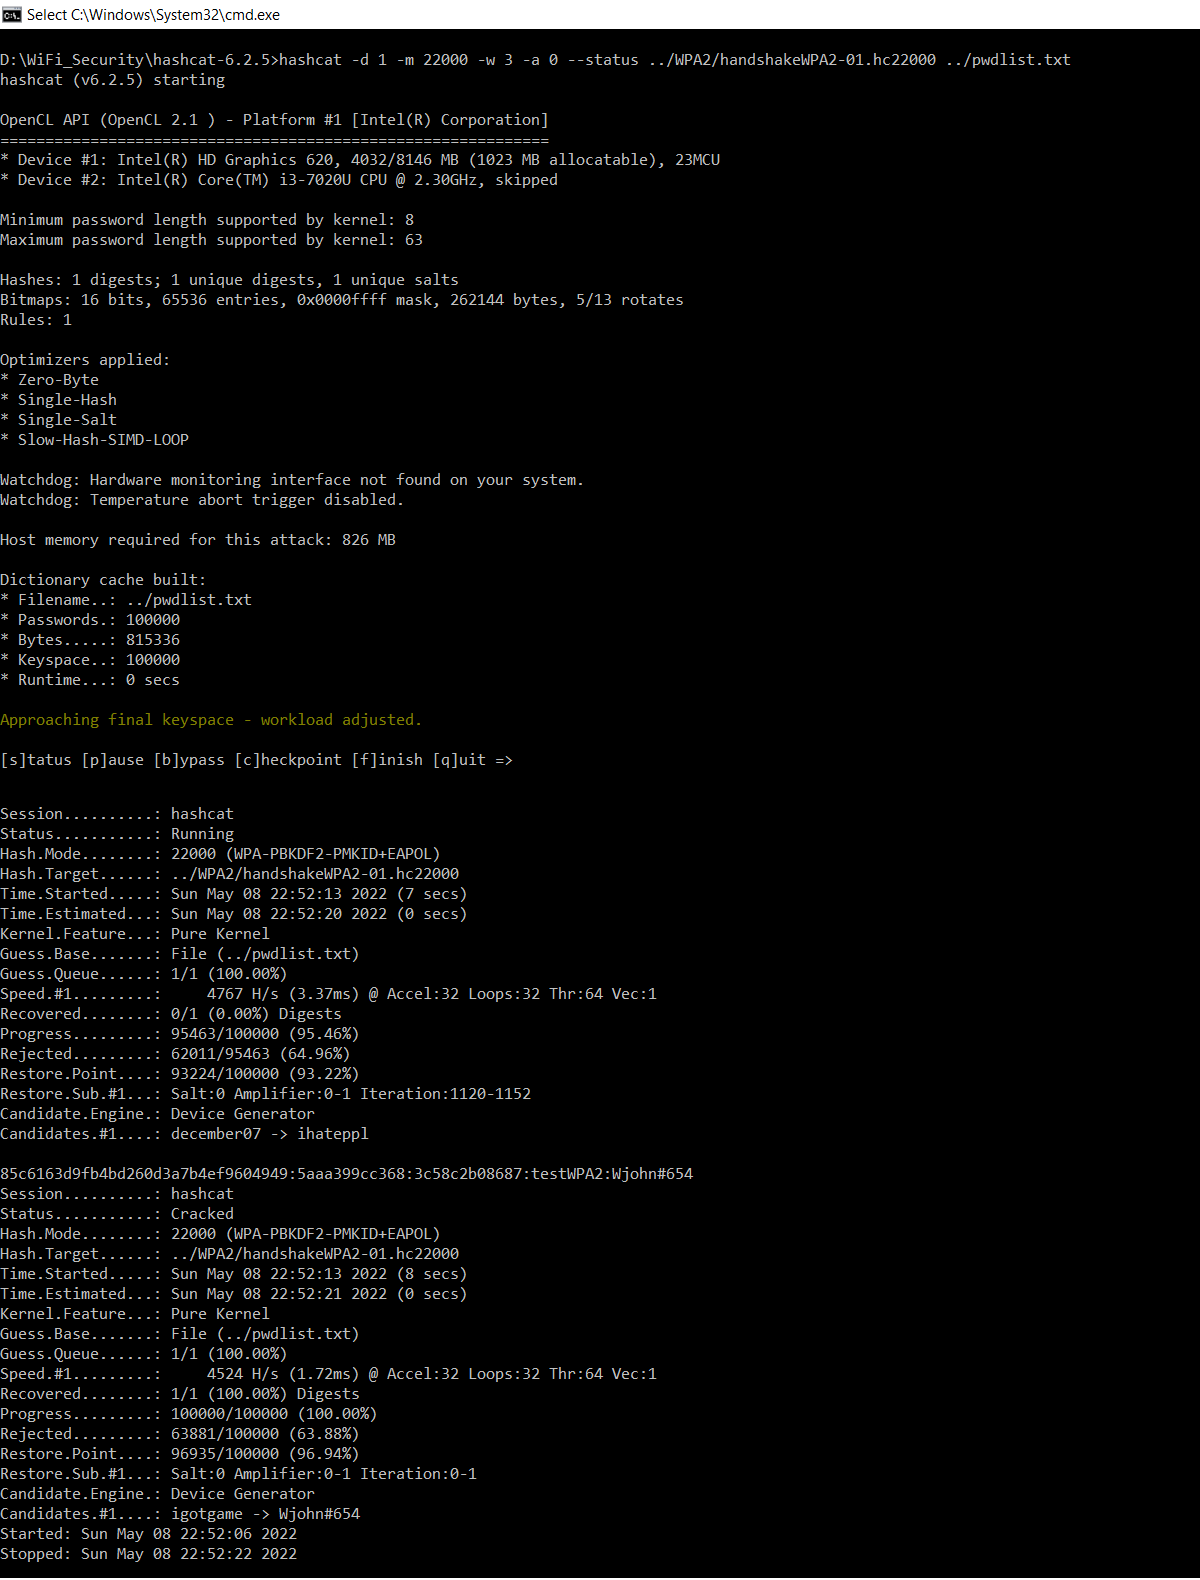 Select C:\Windows\System32\cmd.exe
D:\WiFi_Security\hashcat-6.2.5>hashcat -d 1 -m 22000 -w 3 -a 0 --status ../WPA2/handshakeWPA2-01.hc22000 ../pwdlist.txt
hashcat (v6.2.5) starting
OpenCL API (OpenCL 2.1 ) - Platform #1 [Intel(R) Corporation]
=============================================================
* Device #1: Intel(R) HD Graphics 620, 4032/8146 MB (1023 MB allocatable), 23MCU
* Device #2: Intel(R) Core(TM) i3-7020U CPU @ 2.30GHz, skipped
Minimum password length supported by kernel: 8
Maximum password length supported by kernel: 63
Hashes: 1 digests; 1 unique digests, 1 unique salts
Bitmaps: 16 bits, 65536 entries, 0x0000ffff mask, 262144 bytes, 5/13 rotates
Rules: 1
Optimizers applied:
* Zero-Byte
* Single-Hash
* Single-Salt
* Slow-Hash-SIMD-LOOP
Watchdog: Hardware monitoring interface not found on your system.
Watchdog: Temperature abort trigger disabled.
Host memory required for this attack: 826 MB
Dictionary cache built:
* Filename..: ../pwdlist.txt
* Passwords.: 100000
* Bytes.....: 815336
* Keyspace..: 100000
* Runtime...: 0 secs
Approaching final keyspace - workload adjusted.
[s]tatus [p]ause [b]ypass [c]heckpoint [f]inish [q]uit =>
Session..........: hashcat
Status...........: Running
Hash.Mode........: 22000 (WPA-PBKDF2-PMKID+EAPOL)
Hash.Target......: ../WPA2/handshakeWPA2-01.hc22000
Time.Started.....: Sun May 08 22:52:13 2022 (7 secs)
Time.Estimated...: Sun May 08 22:52:20 2022 (0 secs)
Kernel.Feature...: Pure Kernel
Guess.Base.......: File (../pwdlist.txt)
Guess.Queue......: 1/1 (100.00%)
Speed.#1.........:     4767 H/s (3.37ms) @ Accel:32 Loops:32 Thr:64 Vec:1
Recovered........: 0/1 (0.00%) Digests
Progress.........: 95463/100000 (95.46%)
Rejected.........: 62011/95463 (64.96%)
Restore.Point....: 93224/100000 (93.22%)
Restore.Sub.#1...: Salt:0 Amplifier:0-1 Iteration:1120-1152
Candidate.Engine.: Device Generator
Candidates.#1....: december07 -> ihateppl
85c6163d9fb4bd260d3a7b4ef9604949:5aaa399cc368:3c58c2b08687:testWPA2:Wjohn#654
Session..........: hashcat
Status...........: Cracked
Hash.Mode........: 22000 (WPA-PBKDF2-PMKID+EAPOL)
Hash.Target......: ../WPA2/handshakeWPA2-01.hc22000
Time.Started.....: Sun May 08 22:52:13 2022 (8 secs)
Time.Estimated...: Sun May 08 22:52:21 2022 (0 secs)
Kernel.Feature...: Pure Kernel
Guess.Base.......: File (../pwdlist.txt)
Guess.Queue......: 1/1 (100.00%)
Speed.#1.........:     4524 H/s (1.72ms) @ Accel:32 Loops:32 Thr:64 Vec:1
Recovered........: 1/1 (100.00%) Digests
Progress.........: 100000/100000 (100.00%)
Rejected.........: 63881/100000 (63.88%)
Restore.Point....: 96935/100000 (96.94%)
Restore.Sub.#1...: Salt:0 Amplifier:0-1 Iteration:0-1
Candidate.Engine.: Device Generator
Candidates.#1....: igotgame -> Wjohn#654
Started: Sun May 08 22:52:06 2022
Stopped: Sun May 08 22:52:22 2022